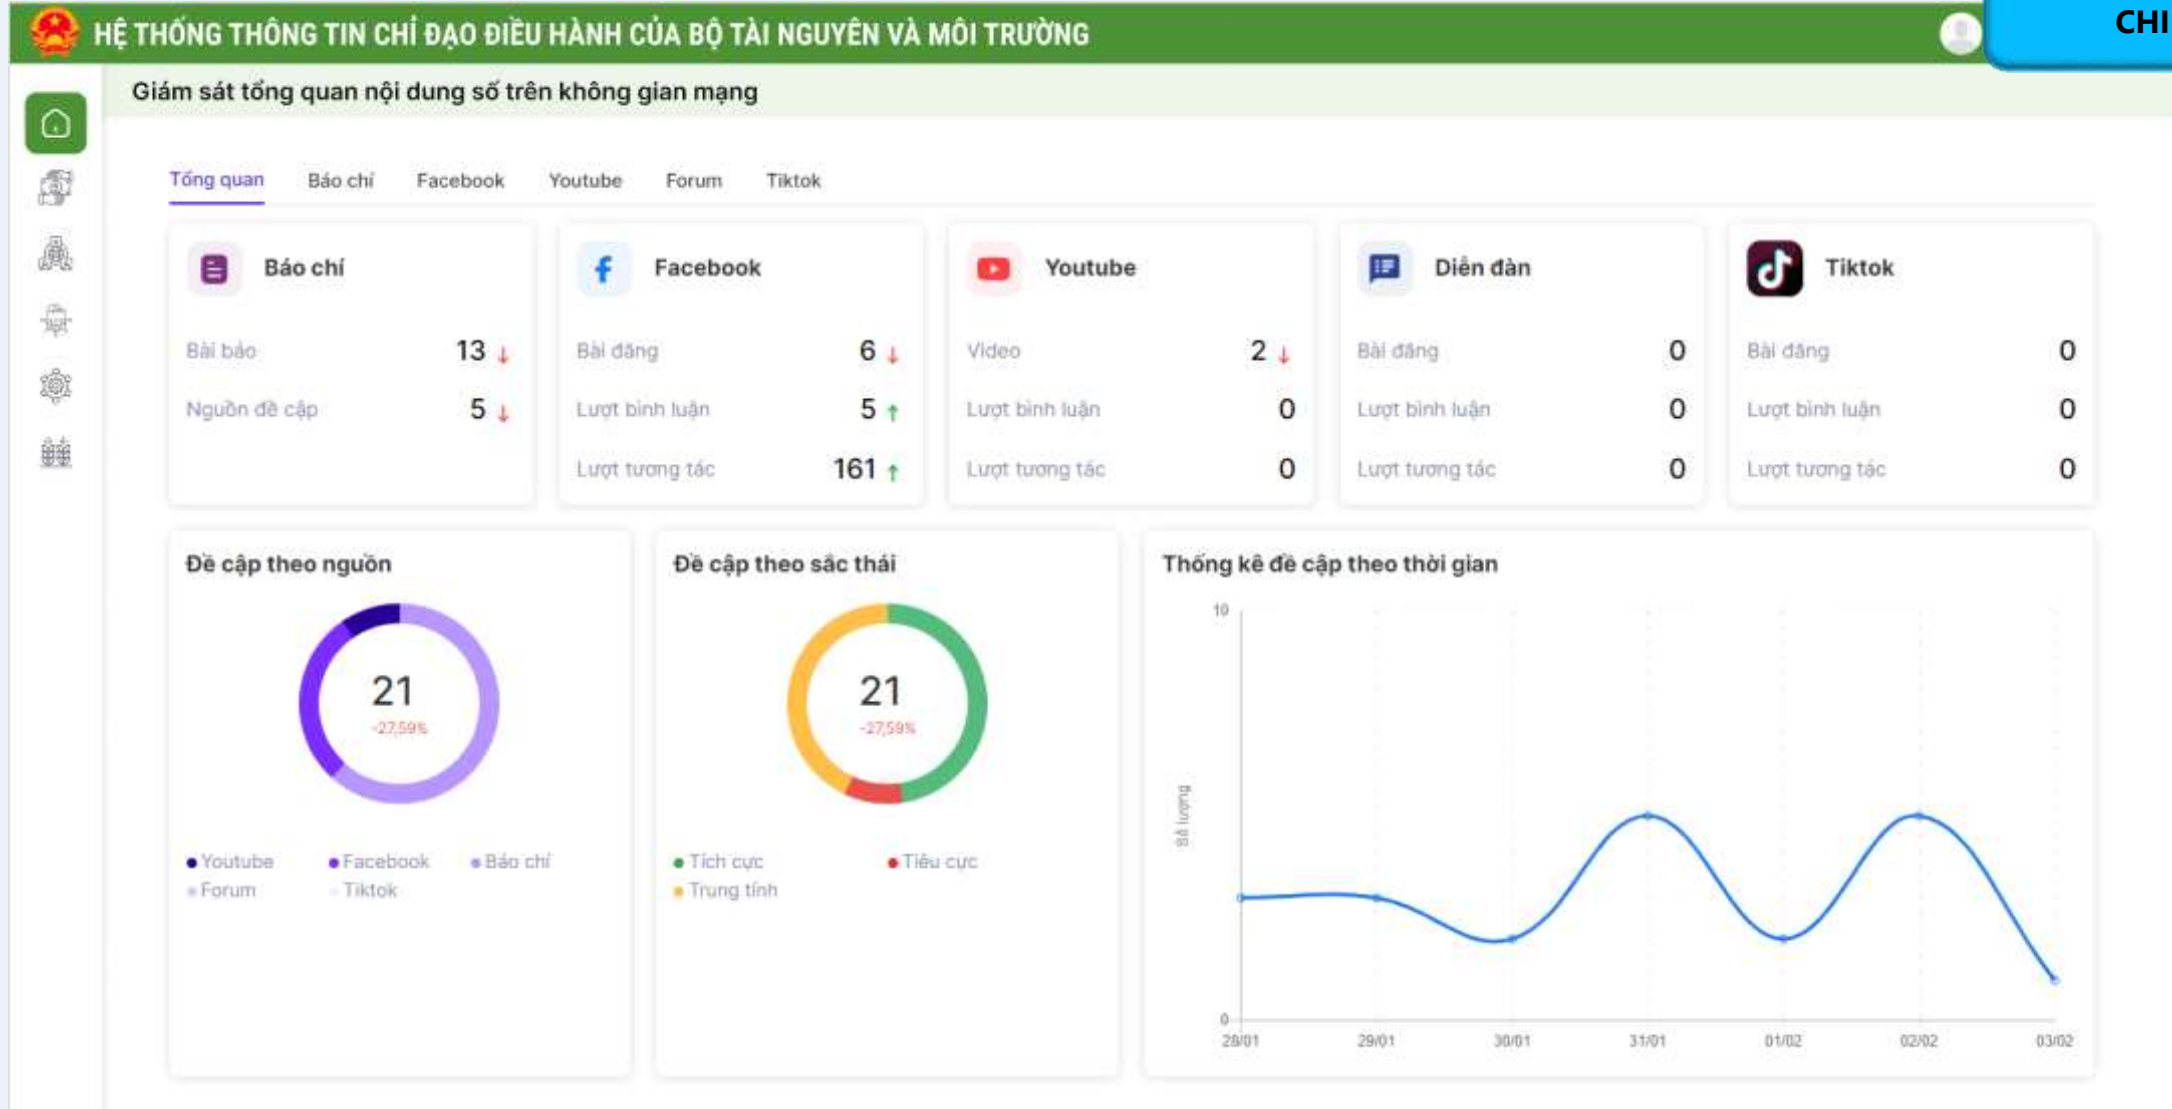 HỆ THỐNG THÔNG TIN CHỈ ĐẠO ĐIỀU HÀNH CỦA BỘ TÀI NGUYÊN VÀ MÔI TRƯỜNG
CHI
Giám sát tổng quan nội dung số trên không gian mạng
Tổng quan Báo chí Facebook Youtube Forum Tiktok
Báo chí
Bài báo 13 ↓
Nguồn đề cập 5 ↓
Facebook
Bài đăng 6 ↓
Lượt bình luận 5 ↑
Lượt tương tác 161 ↑
Youtube
Video 2 ↓
Lượt bình luận 0
Lượt tương tác 0
Diễn đàn
Bài đăng 0
Lượt bình luận 0
Lượt tương tác 0
Tiktok
Bài đăng 0
Lượt bình luận 0
Lượt tương tác 0
Đề cập theo nguồn
21
-27,59%
Youtube Facebook Báo chí
Forum Tiktok
Đề cập theo sắc thái
21
-27,59%
Tích cực Tiêu cực
Trung tính
Thống kê đề cập theo thời gian
10
Số lượng
0
28/01 29/01 30/01 31/01 01/02 02/02 03/02